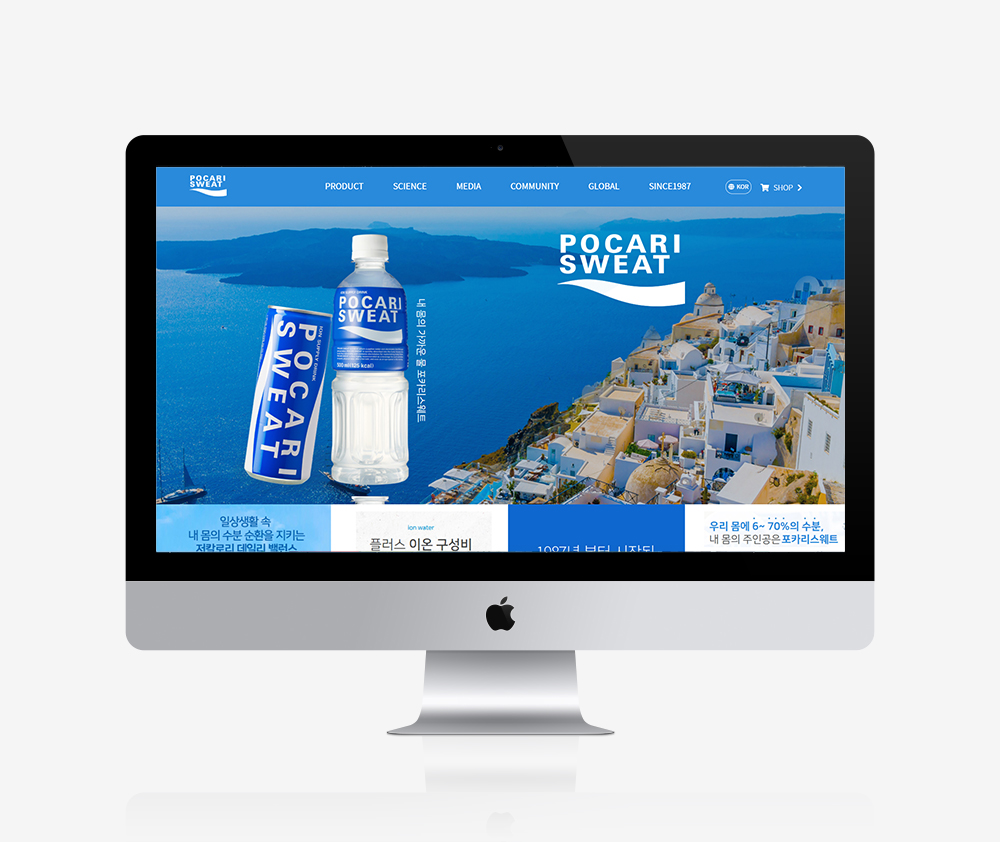 POCARI
SWEAT
PRODUCT
SCIENCE
MEDIA
COMMUNITY
GLOBAL
SINCE1987
KOR
SHOP
POCARI
SWEAT
POCARI
SWEAT
500 ml (125 kcal)
POCARI
SWEAT
ION SUPPLY DRINK
내 몸의 가까운 물 포카리스웨트
일상생활 속
내 몸의 수분 순환을 지키는
저칼로리 데일리 밸런스
ion water
플러스 이온 구성비
1987년 부터 시작된
우리 몸에 6~ 70%의 수분,
내 몸의 주인공은 포카리스웨트